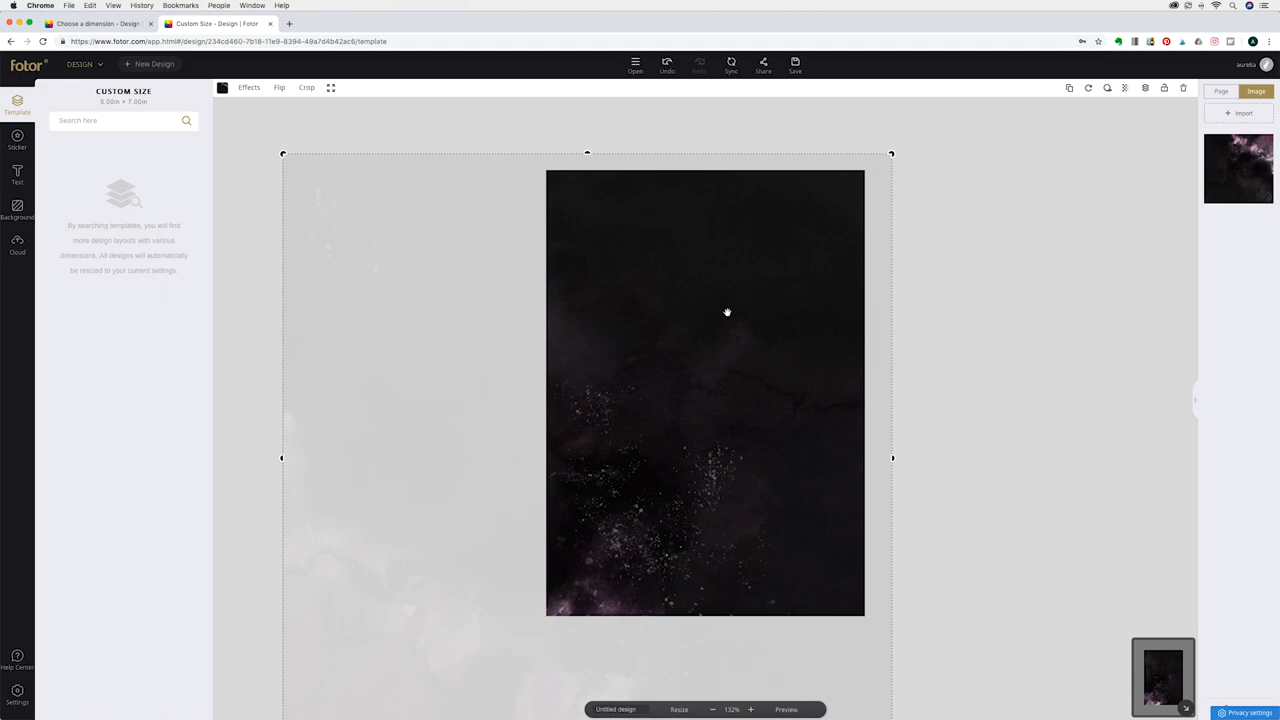 Chrome File Edit View History Bookmarks People Window Help
Choose a dimension - Design | Custom Size - Design | Fotor
https://www.fotor.com/app.html#/design/234cd460-7b18-11e9-8394-49a7d4b42ac6/template
fotor DESIGN New Design Open Undo Redo Sync Share Save aurelia
CUSTOM SIZE
5.00in × 7.00in
Effects Flip Crop
Page Image
Import
Search here
Template
Sticker
Text
Background
Cloud
By searching templates, you will find
more design layouts with various
dimensions. All designs will automatically
be resized to your current settings.
Help Center
Settings
Untitled design Resize − 132% + Preview
Privacy settings